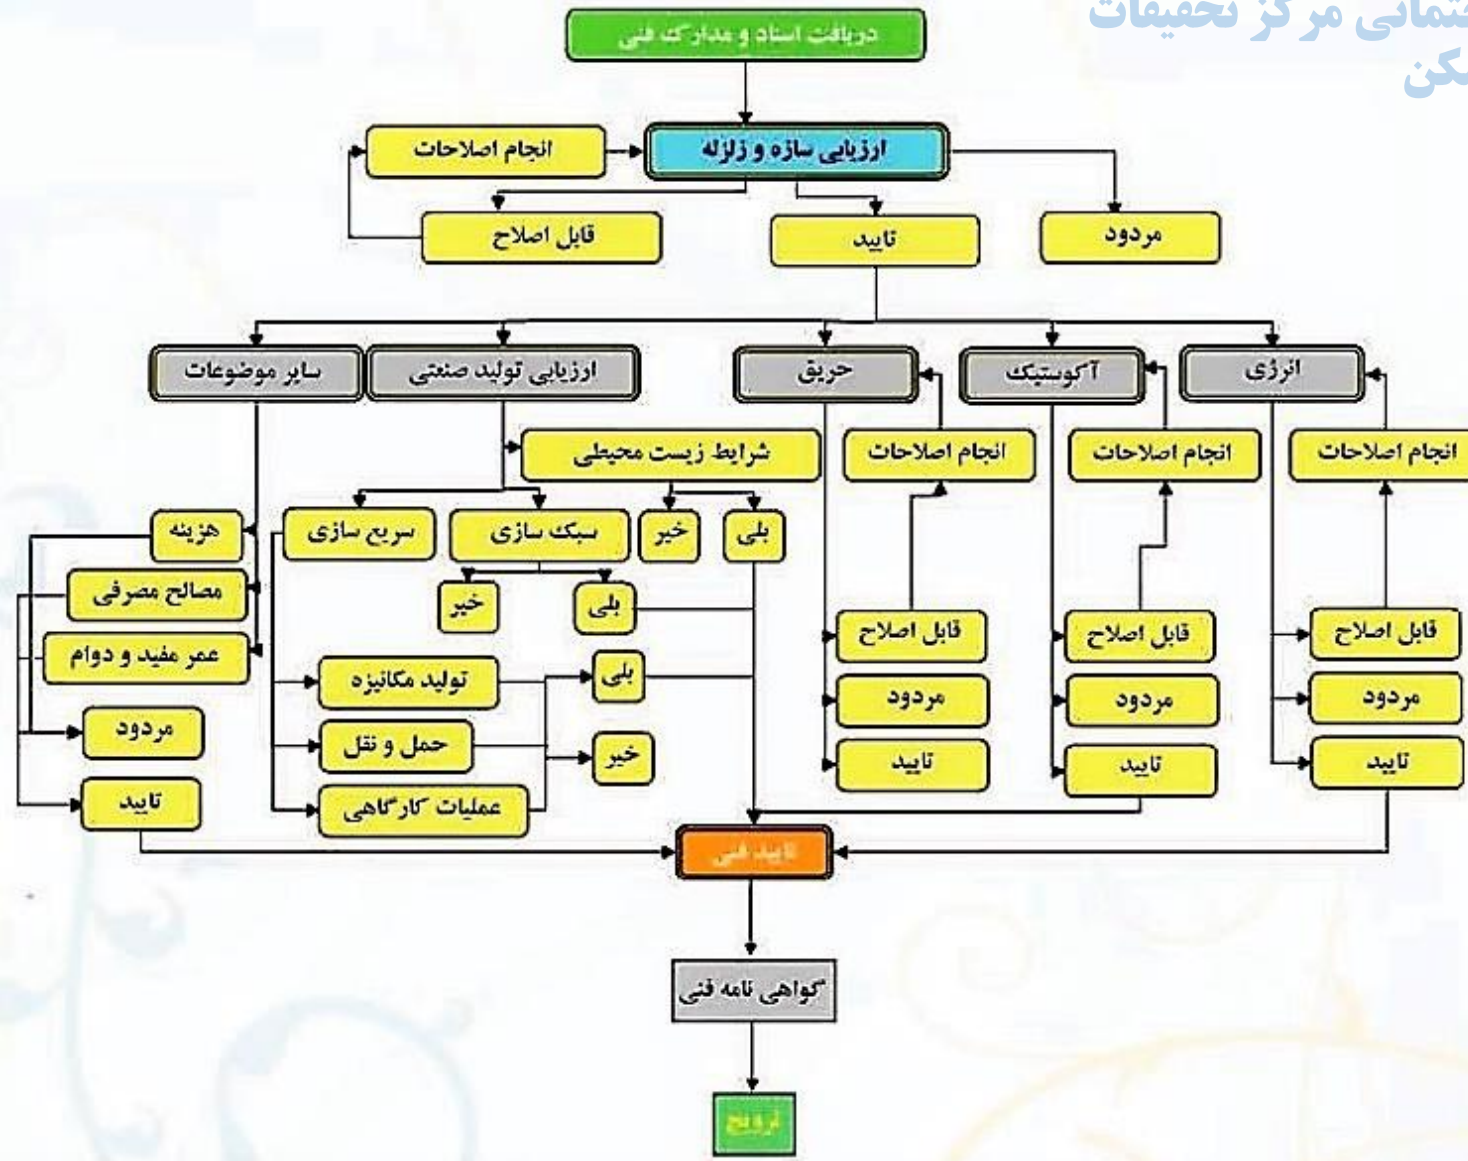 مرکز تحقیقات
دریافت اسناد و مدارک فنی
ارزیابی سازه و زلزله
انجام اصلاحات
مردود
تایید
قابل اصلاح
انرژی
آکوستیک
حریق
ارزیابی تولید صنعتی
سایر موضوعات
انجام اصلاحات
انجام اصلاحات
انجام اصلاحات
شرایط زیست محیطی
بلی
خیر
سبک سازی
سریع سازی
هزینه
بلی
خیر
مصالح مصرفی
قابل اصلاح
قابل اصلاح
قابل اصلاح
عمر مفید و دوام
بلی
تولید مکانیزه
مردود
مردود
مردود
خیر
حمل و نقل
مردود
تایید
تایید
تایید
عملیات کارگاهی
تایید
تایید فنی
گواهی نامه فنی
ترویج